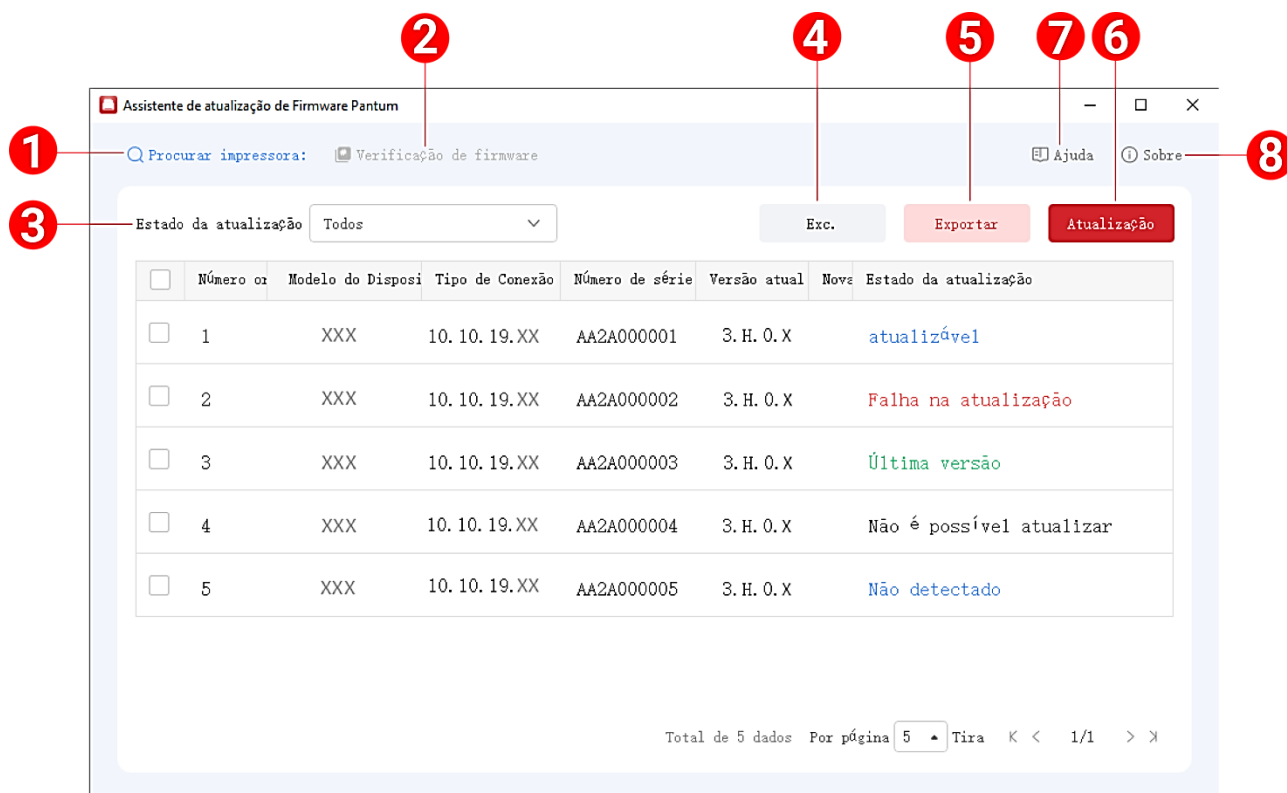 2 4 5 7 6
Assistente de atualização de Firmware Pantum
1 Procurar impressora: Verificação de firmware Ajuda Sobre 8
3 Estado da atualização Todos Exc. Exportar Atualização
Número or Modelo do Disposi Tipo de Conexão Número de série Versão atual Nova Estado da atualização
1 XXX 10.10.19.XX AA2A000001 3.H.0.X atualizável
2 XXX 10.10.19.XX AA2A000002 3.H.0.X Falha na atualização
3 XXX 10.10.19.XX AA2A000003 3.H.0.X Última versão
4 XXX 10.10.19.XX AA2A000004 3.H.0.X Não é possível atualizar
5 XXX 10.10.19.XX AA2A000005 3.H.0.X Não detectado
Total de 5 dados Por página 5 Tira 1/1